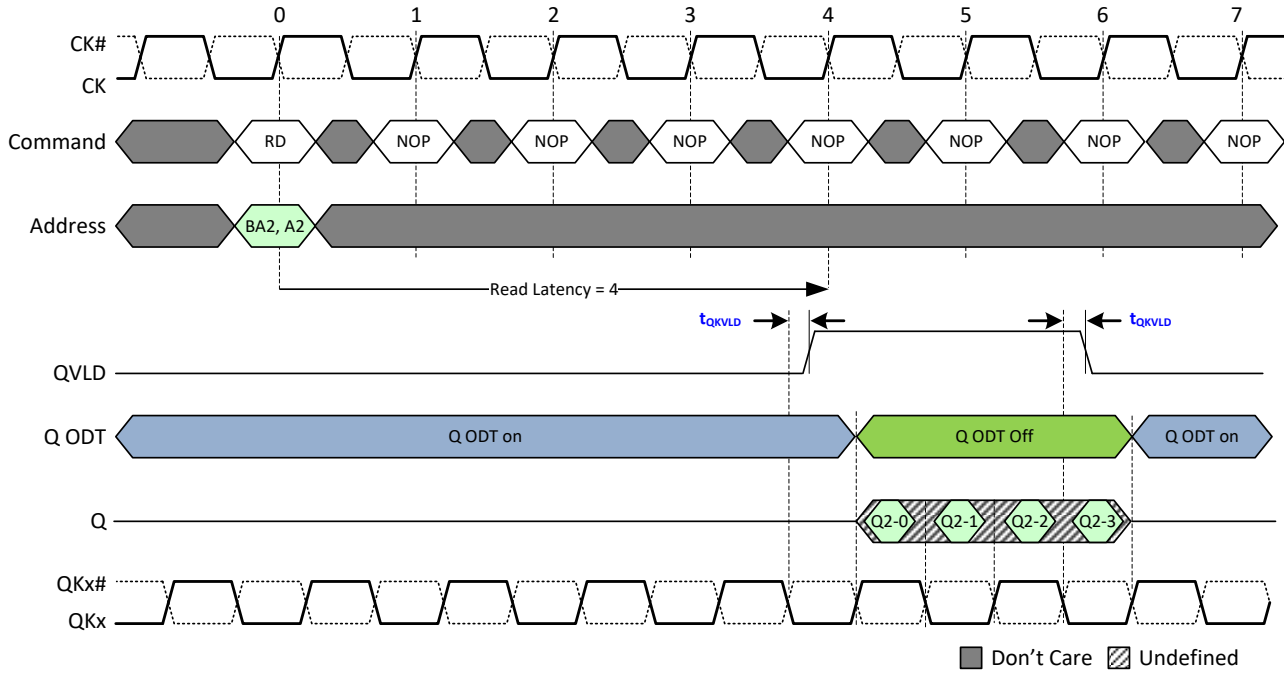 0 1 2 3 4 5 6 7
CK#
CK
Command RD NOP NOP NOP NOP NOP NOP NOP
Address BA2, A2
Read Latency = 4
tQKVLD tQKVLD
QVLD
Q ODT Q ODT on Q ODT Off Q ODT on
Q Q2-0 Q2-1 Q2-2 Q2-3
QKx#
QKx
Don't Care Undefined